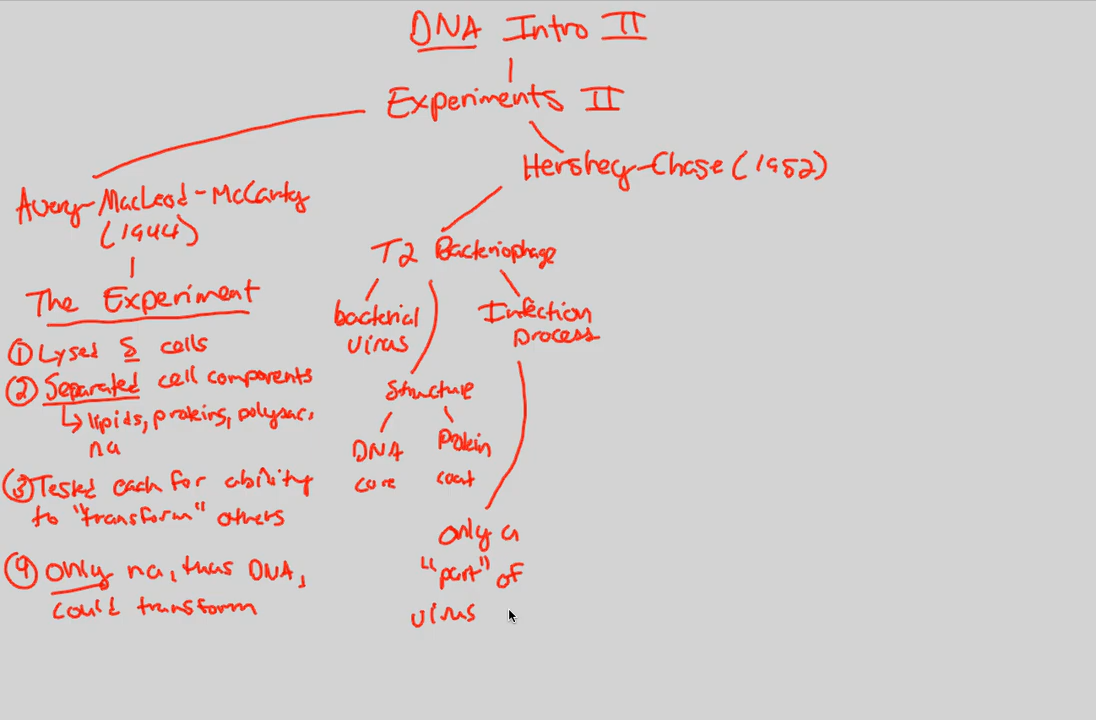 DNA Intro II
Experiments II
Hershey-Chase (1952)
Avery-MacLeod-McCarty
(1944)
The Experiment
① Lysed S cells
② Separated cell components
↳ lipids, proteins, polysac,
na
③ Tested each for ability
to "transform" others
④ only na, thus DNA,
could transform
T2 Bacteriophage
bacterial
virus
Infection
process
Structure
DNA
core
Protein
coat
only a
"part" of
virus